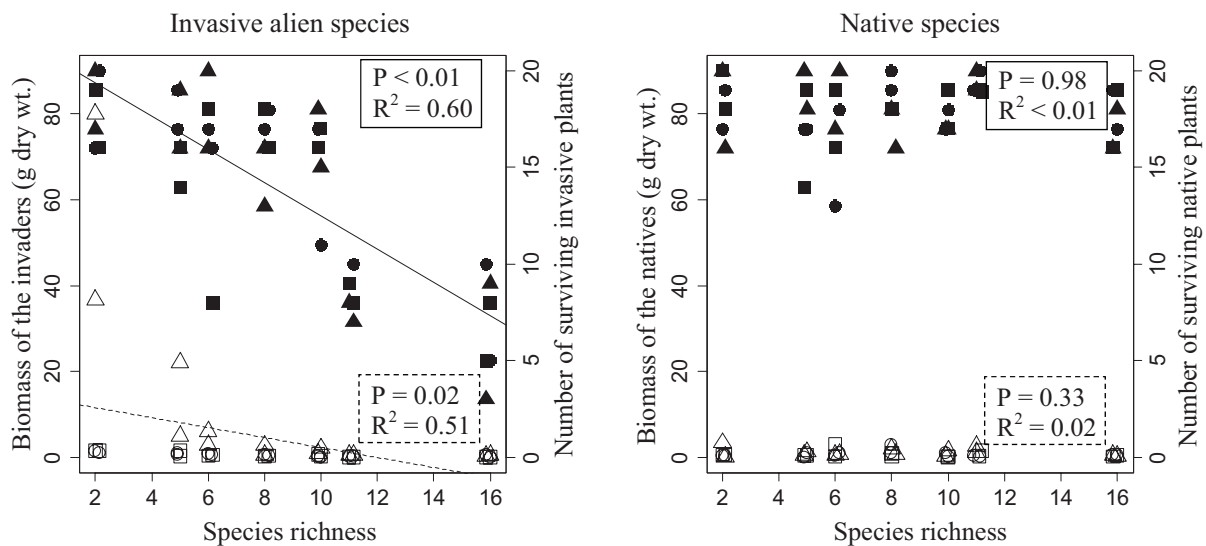 Invasive alien species
Biomass of the invaders (g dry wt.)
0
20
40
60
80
P < 0.01
R² = 0.60
P = 0.02
R² = 0.51
0
5
10
15
20
Number of surviving invasive plants
2
4
6
8
10
12
14
16
Species richness
Native species
Biomass of the natives (g dry wt.)
0
20
40
60
80
P = 0.98
R² < 0.01
P = 0.33
R² = 0.02
0
5
10
15
20
Number of surviving native plants
2
4
6
8
10
12
14
16
Species richness